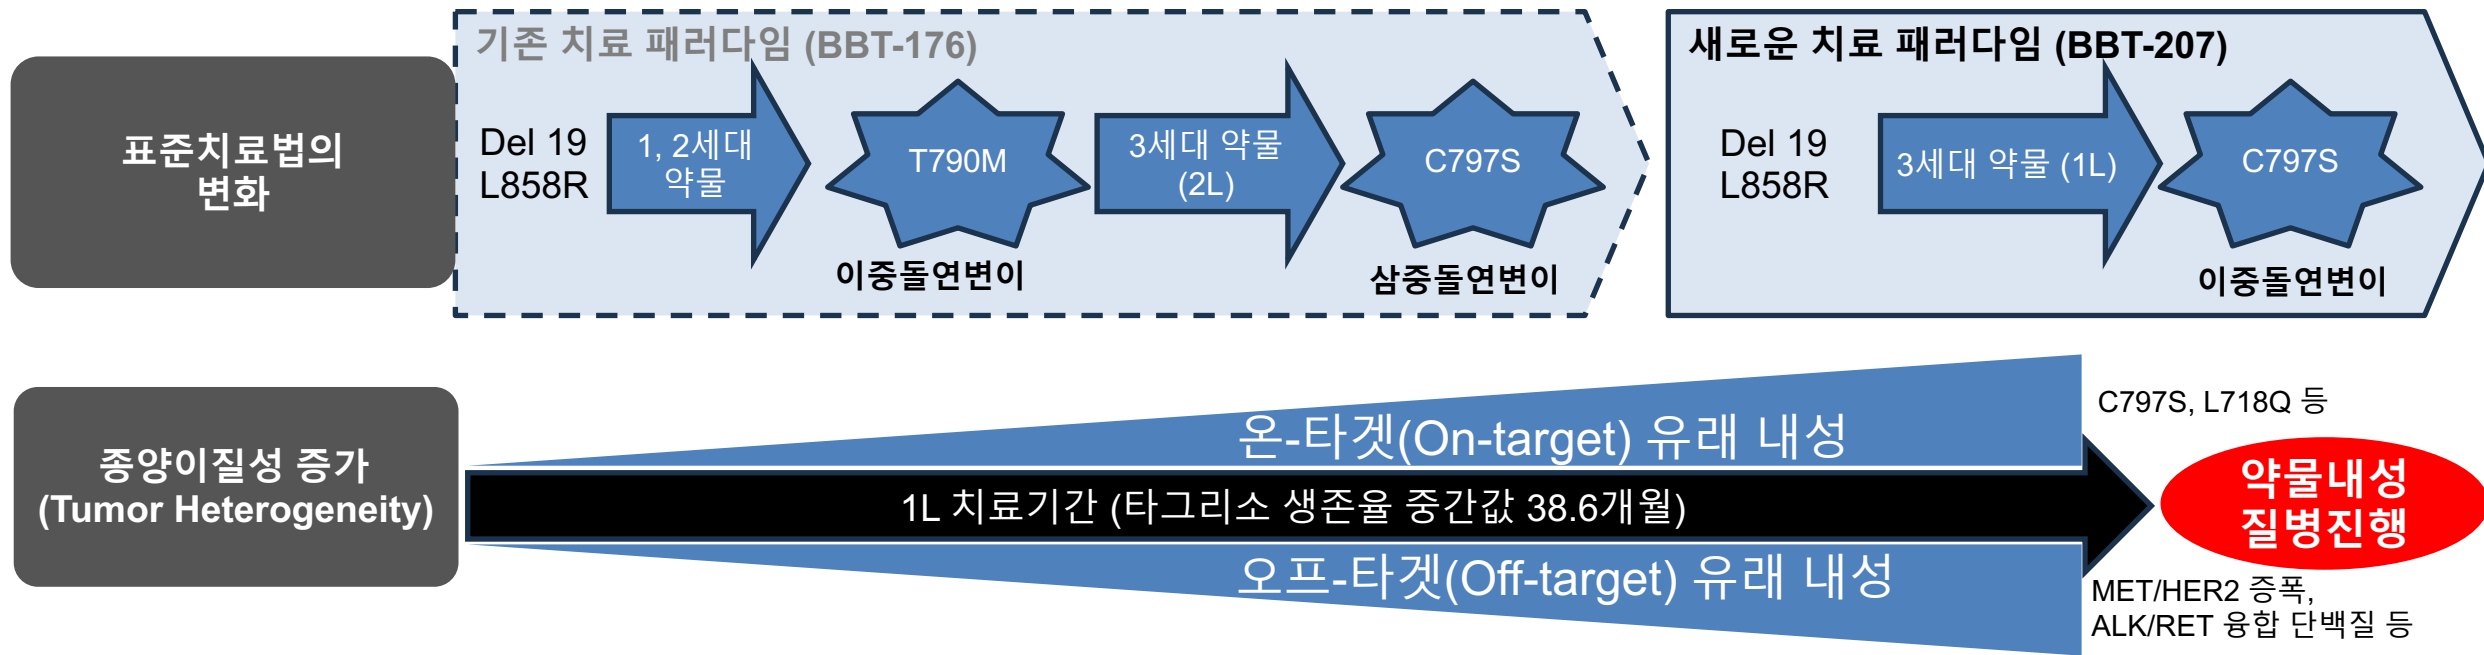 표준치료법의
변화
기존 치료 패러다임 (BBT-176)
Del 19
L858R
1, 2세대
약물
T790M
이중돌연변이
3세대 약물
(2L)
C797S
삼중돌연변이
새로운 치료 패러다임 (BBT-207)
Del 19
L858R
3세대 약물 (1L)
C797S
이중돌연변이
종양이질성 증가
(Tumor Heterogeneity)
온-타겟(On-target) 유래 내성
1L 치료기간 (타그리소 생존율 중간값 38.6개월)
오프-타겟(Off-target) 유래 내성
C797S, L718Q 등
약물내성
질병진행
MET/HER2 증폭,
ALK/RET 융합 단백질 등